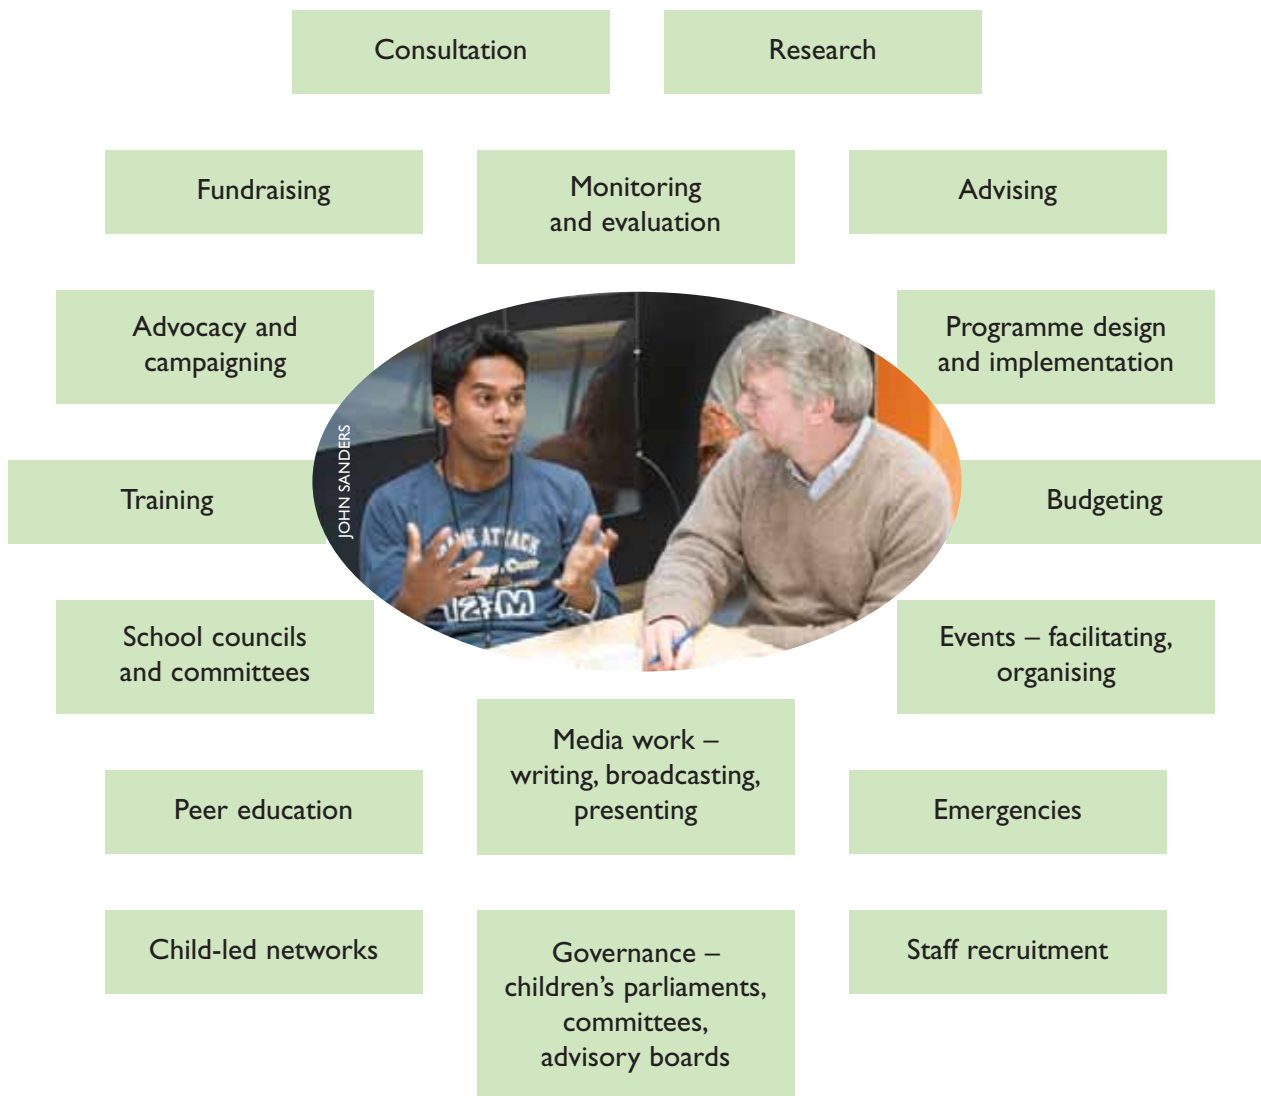 Consultation
Research
Fundraising
Monitoring
and evaluation
Advising
Advocacy and
campaigning
Programme design
and implementation
JOHN SANDERS
Training
Budgeting
ATTACK
School councils
and committees
Events – facilitating,
organising
Media work –
writing, broadcasting,
presenting
Peer education
Emergencies
Child-led networks
Governance –
children’s parliaments,
committees,
advisory boards
Staff recruitment